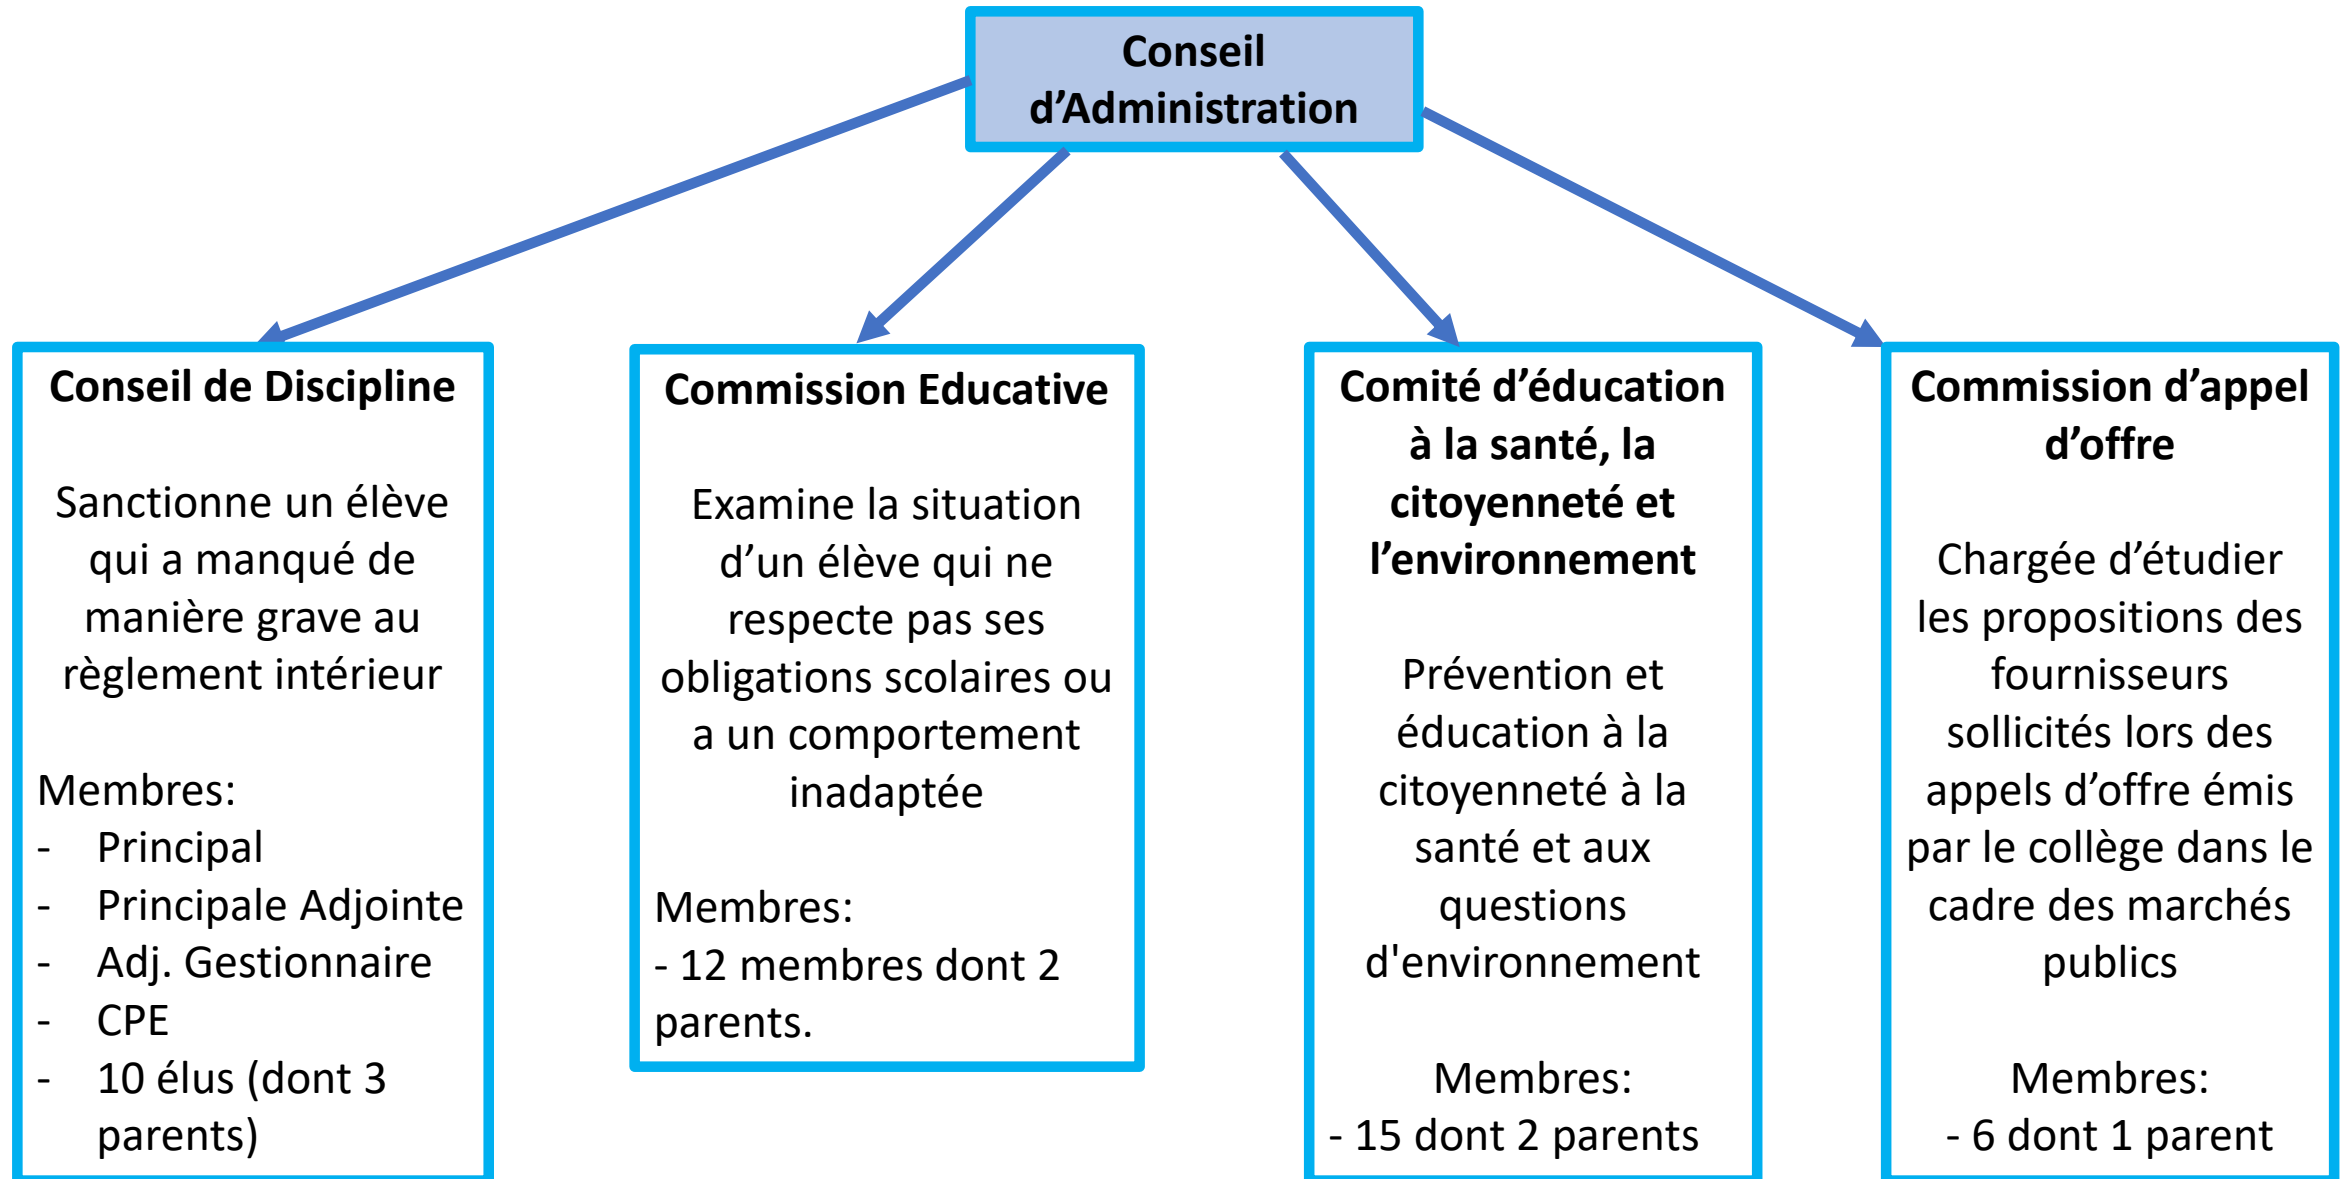 Conseil
d’Administration
Conseil de Discipline
Sanctionne un élève
qui a manqué de
manière grave au
règlement intérieur
Membres:
- Principal
- Principale Adjointe
- Adj. Gestionnaire
- CPE
- 10 élus (dont 3
parents)
Commission Educative
Examine la situation
d’un élève qui ne
respecte pas ses
obligations scolaires ou
a un comportement
inadaptée
Membres:
- 12 membres dont 2
parents.
Comité d’éducation
à la santé, la
citoyenneté et
l’environnement
Prévention et
éducation à la
citoyenneté à la
santé et aux
questions
d'environnement
Membres:
- 15 dont 2 parents
Commission d’appel
d’offre
Chargée d’étudier
les propositions des
fournisseurs
sollicités lors des
appels d’offre émis
par le collège dans le
cadre des marchés
publics
Membres:
- 6 dont 1 parent